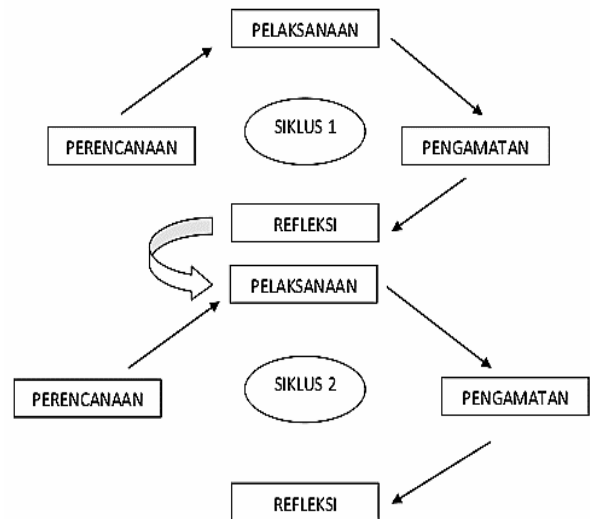 PELAKSANAAN
SIKLUS 1
PERENCANAAN
PENGAMATAN
REFLEKSI
PELAKSANAAN
SIKLUS 2
PERENCANAAN
PENGAMATAN
REFLEKSI